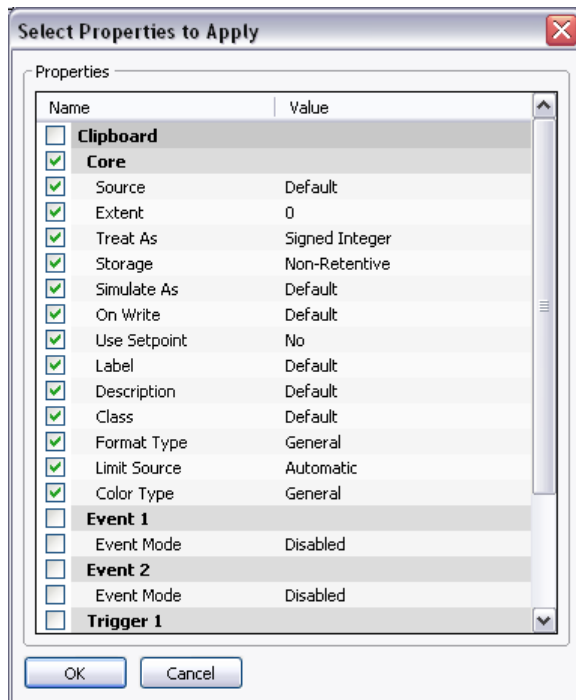 Select Properties to Apply
Properties
Name Value
Clipboard
Core
Source Default
Extent 0
Treat As Signed Integer
Storage Non-Retentive
Simulate As Default
On Write Default
Use Setpoint No
Label Default
Description Default
Class Default
Format Type General
Limit Source Automatic
Color Type General
Event 1
Event Mode Disabled
Event 2
Event Mode Disabled
Trigger 1
OK Cancel